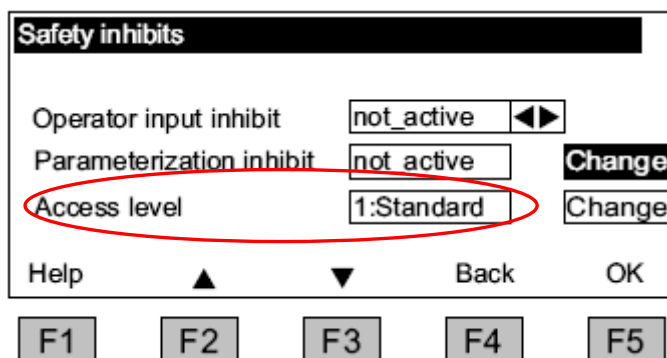 Safety inhibits
Operator input inhibit not_active ◀▶
Parameterization inhibit not_active Change
Access level 1:Standard Change
Help ▲ ▼ Back OK
F1 F2 F3 F4 F5